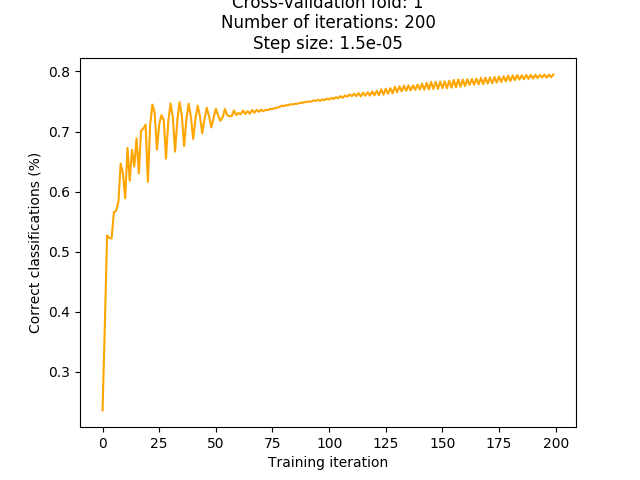 Cross-validation fold: 1
Number of iterations: 200
Step size: 1.5e-05
0.8
0.7
0.6
0.5
0.4
0.3
Correct classifications (%)
0 25 50 75 100 125 150 175 200
Training iteration